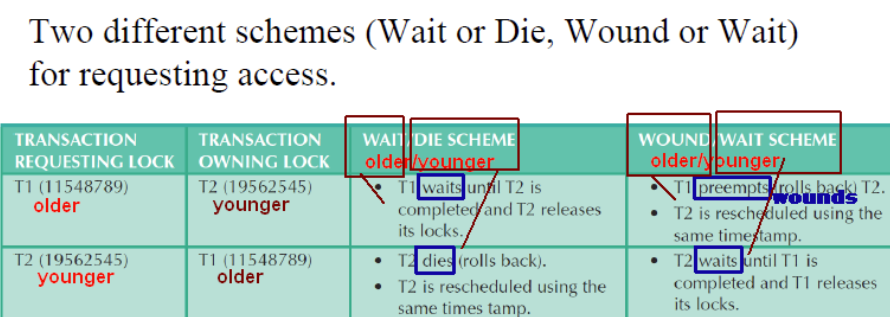 Two different schemes (Wait or Die, Wound or Wait)
for requesting access.
TRANSACTION
REQUESTING LOCK
TRANSACTION
OWNING LOCK
WAIT/DIE SCHEME
older/younger
WOUND/WAIT SCHEME
older/younger
T1 (11548789)
older
T2 (19562545)
younger
• T1 waits until T2 is
completed and T2 releases
its locks.
• T1 preempts (rolls back) T2.
wounds
• T2 is rescheduled using the
same timestamp.
T2 (19562545)
younger
T1 (11548789)
older
• T2 dies (rolls back).
• T2 is rescheduled using the
same times tamp.
• T2 waits until T1 is
completed and T1 releases
its locks.